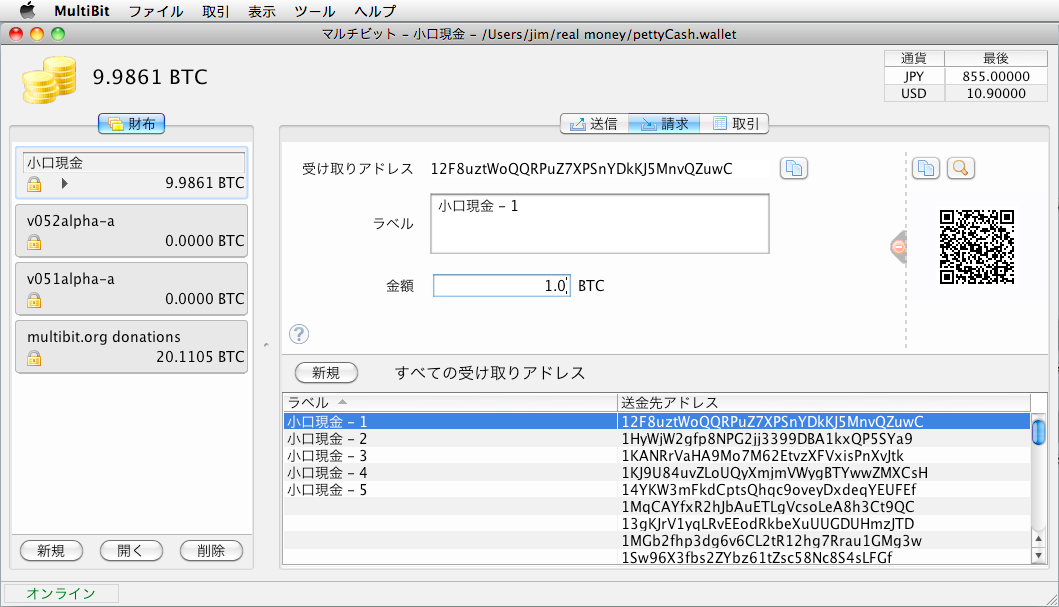 MultiBit ファイル 取引 表示 ツール ヘルプ
マルチビット – 小口現金 – /Users/jim/real money/pettyCash.wallet
9.9861 BTC
通貨 最後
JPY 855.00000
USD 10.90000
財布
小口現金
9.9861 BTC
v052alpha-a
0.0000 BTC
v051alpha-a
0.0000 BTC
multibit.org donations
20.1105 BTC
新規 開く 削除
送信 請求 取引
受け取りアドレス 12F8uztWoQQRPuZ7XPSnYDkKJ5MnvQZuwC
ラベル 小口現金 – 1
金額 1.0 BTC
?
新規 すべての受け取りアドレス
ラベル 送金先アドレス
小口現金 – 1 12F8uztWoQQRPuZ7XPSnYDkKJ5MnvQZuwC
小口現金 – 2 1HyWjW2gfp8NPG2jj3399DBA1kxQP5SYa9
小口現金 – 3 1KANRrVaHA9Mo7M62EtvzXFVxisPnXvJtk
小口現金 – 4 1KJ9U84uvZLoUQyXmjmVWygBTYwwZMXCsH
小口現金 – 5 14YKW3mFkdCptsQhqc9oveyDxdeqYEUFEf
1MqCAYfxR2hJbAuETLgVcsoLeA8h3Ct9QC
13gKJrV1yqLRvEEodRkbeXuUUGDUHmzJTD
1MGb2fhp3dg6v6CL2tR12hg7Rrau1GMg3w
1Sw96X3fbs2ZYbz61tZsc58Nc8S4sLFGf
オンライン